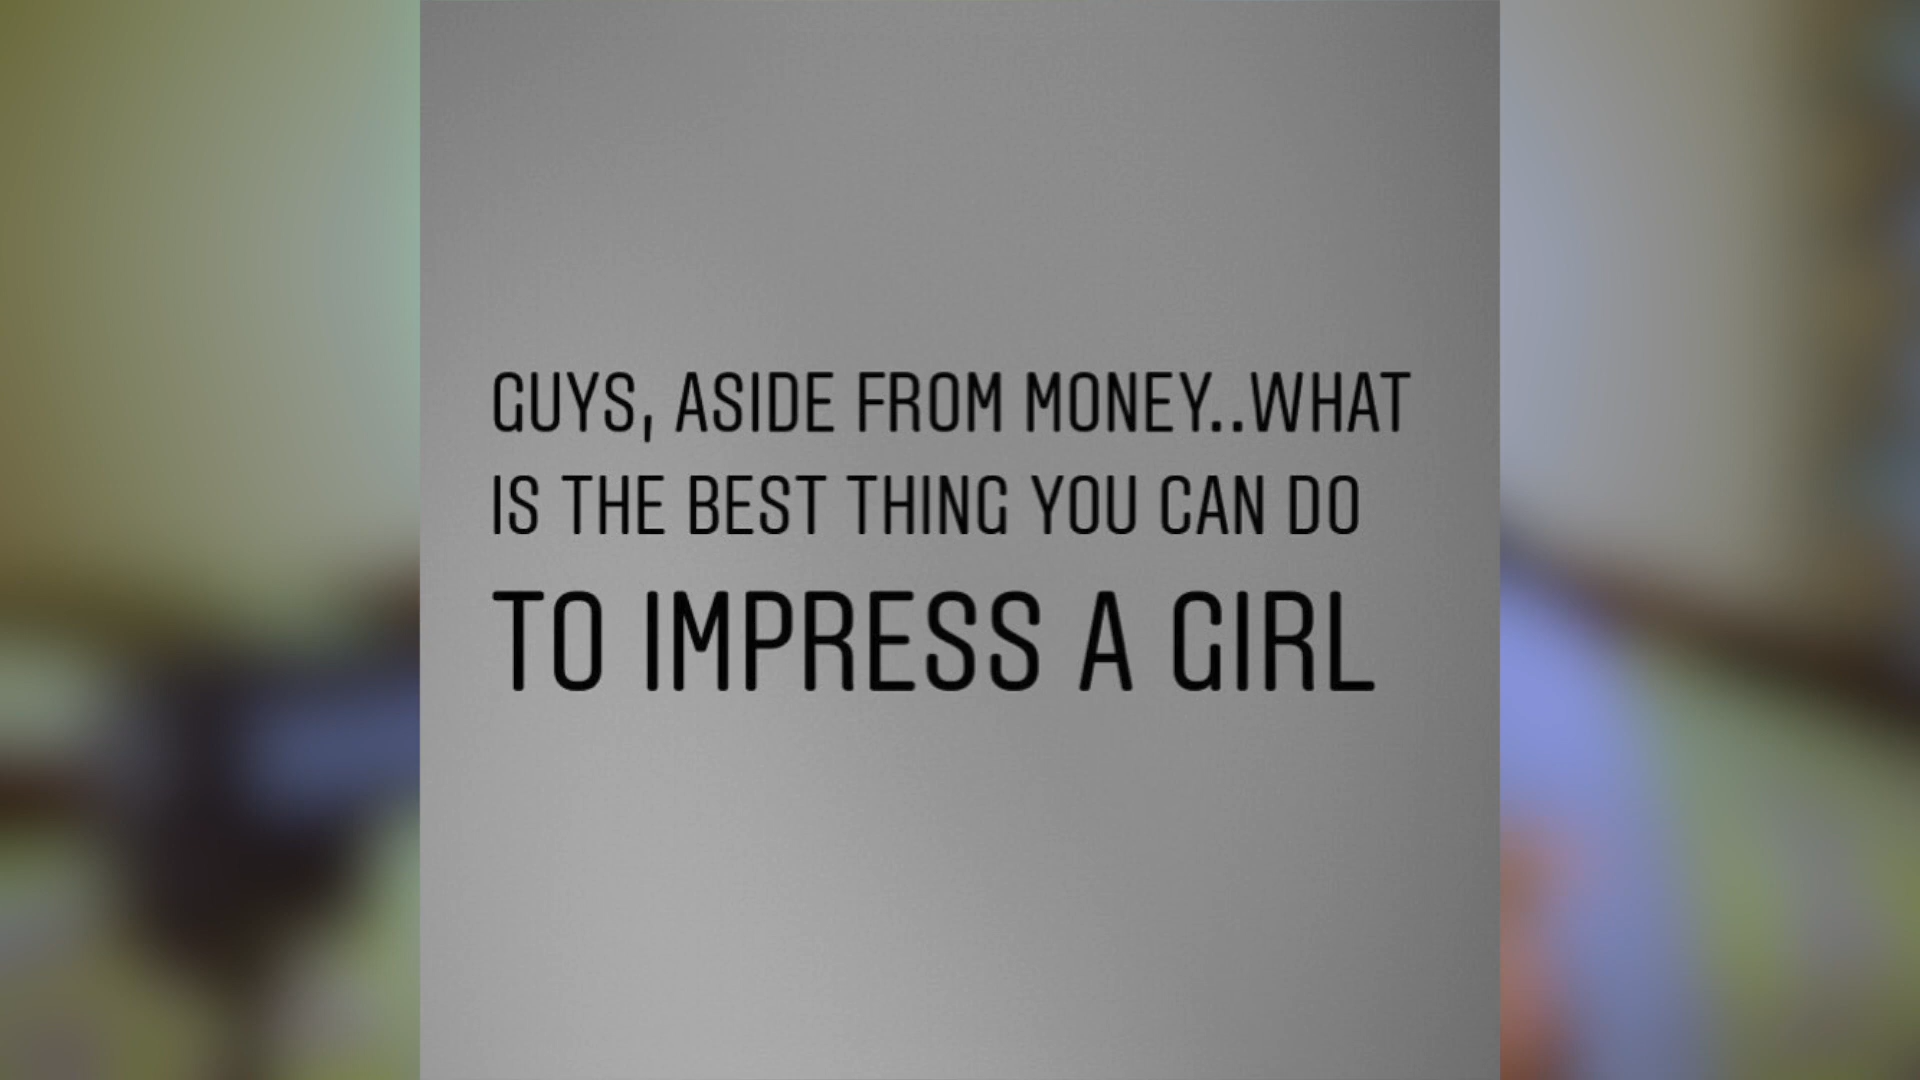 GUYS, ASIDE FROM MONEY..WHAT
IS THE BEST THING YOU CAN DO
TO IMPRESS A GIRL